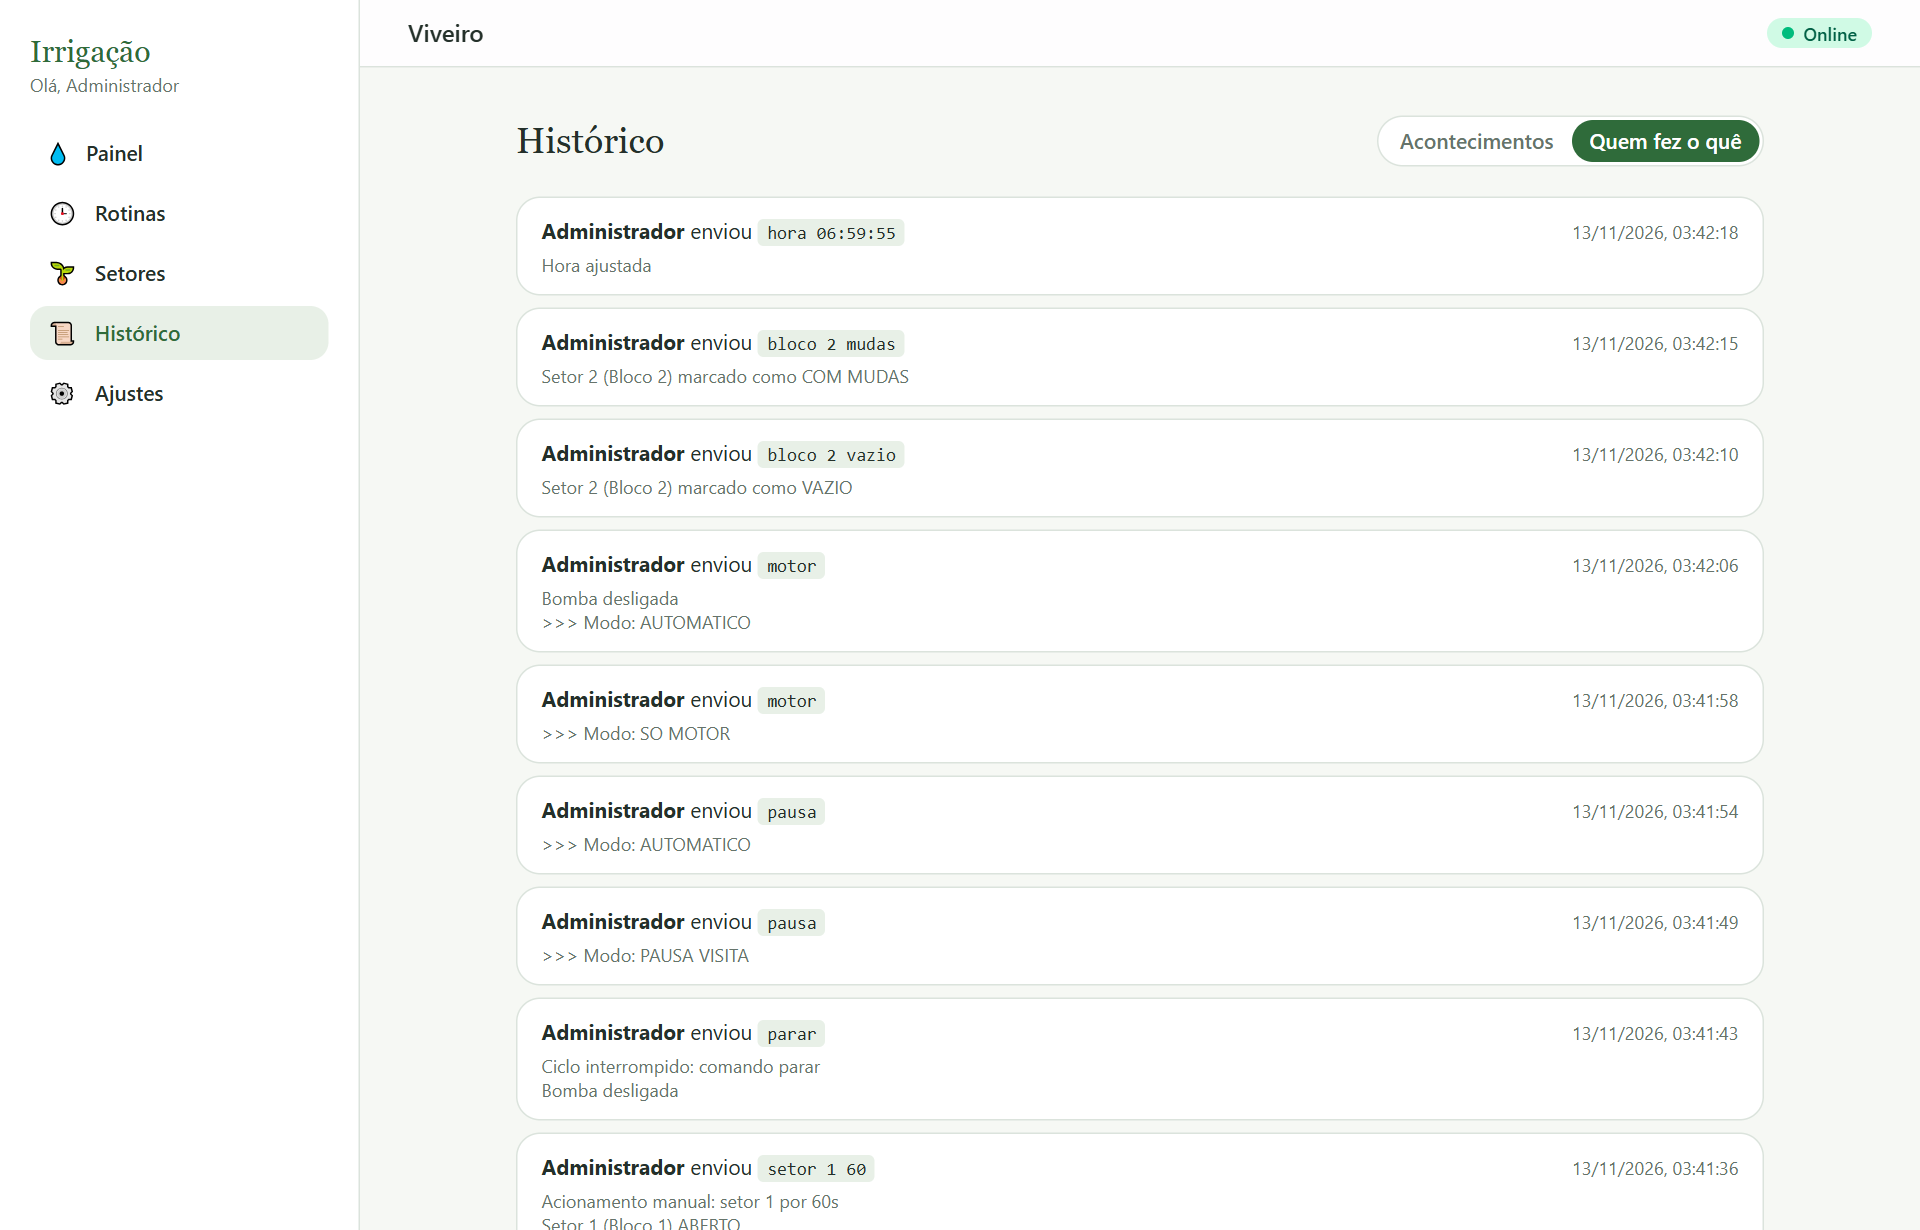 Irrigação
Olá, Administrador
Painel
Rotinas
Setores
Histórico
Ajustes
Viveiro
Online
Histórico
Acontecimentos
Quem fez o quê
Administrador enviou hora 06:59:55
13/11/2026, 03:42:18
Hora ajustada
Administrador enviou bloco 2 mudas
13/11/2026, 03:42:15
Setor 2 (Bloco 2) marcado como COM MUDAS
Administrador enviou bloco 2 vazio
13/11/2026, 03:42:10
Setor 2 (Bloco 2) marcado como VAZIO
Administrador enviou motor
13/11/2026, 03:42:06
Bomba desligada
>>> Modo: AUTOMATICO
Administrador enviou motor
13/11/2026, 03:41:58
>>> Modo: SO MOTOR
Administrador enviou pausa
13/11/2026, 03:41:54
>>> Modo: AUTOMATICO
Administrador enviou pausa
13/11/2026, 03:41:49
>>> Modo: PAUSA VISITA
Administrador enviou parar
13/11/2026, 03:41:43
Ciclo interrompido: comando parar
Bomba desligada
Administrador enviou setor 1 60
13/11/2026, 03:41:36
Acionamento manual: setor 1 por 60s
Setor 1 (Bloco 1) ABERTO